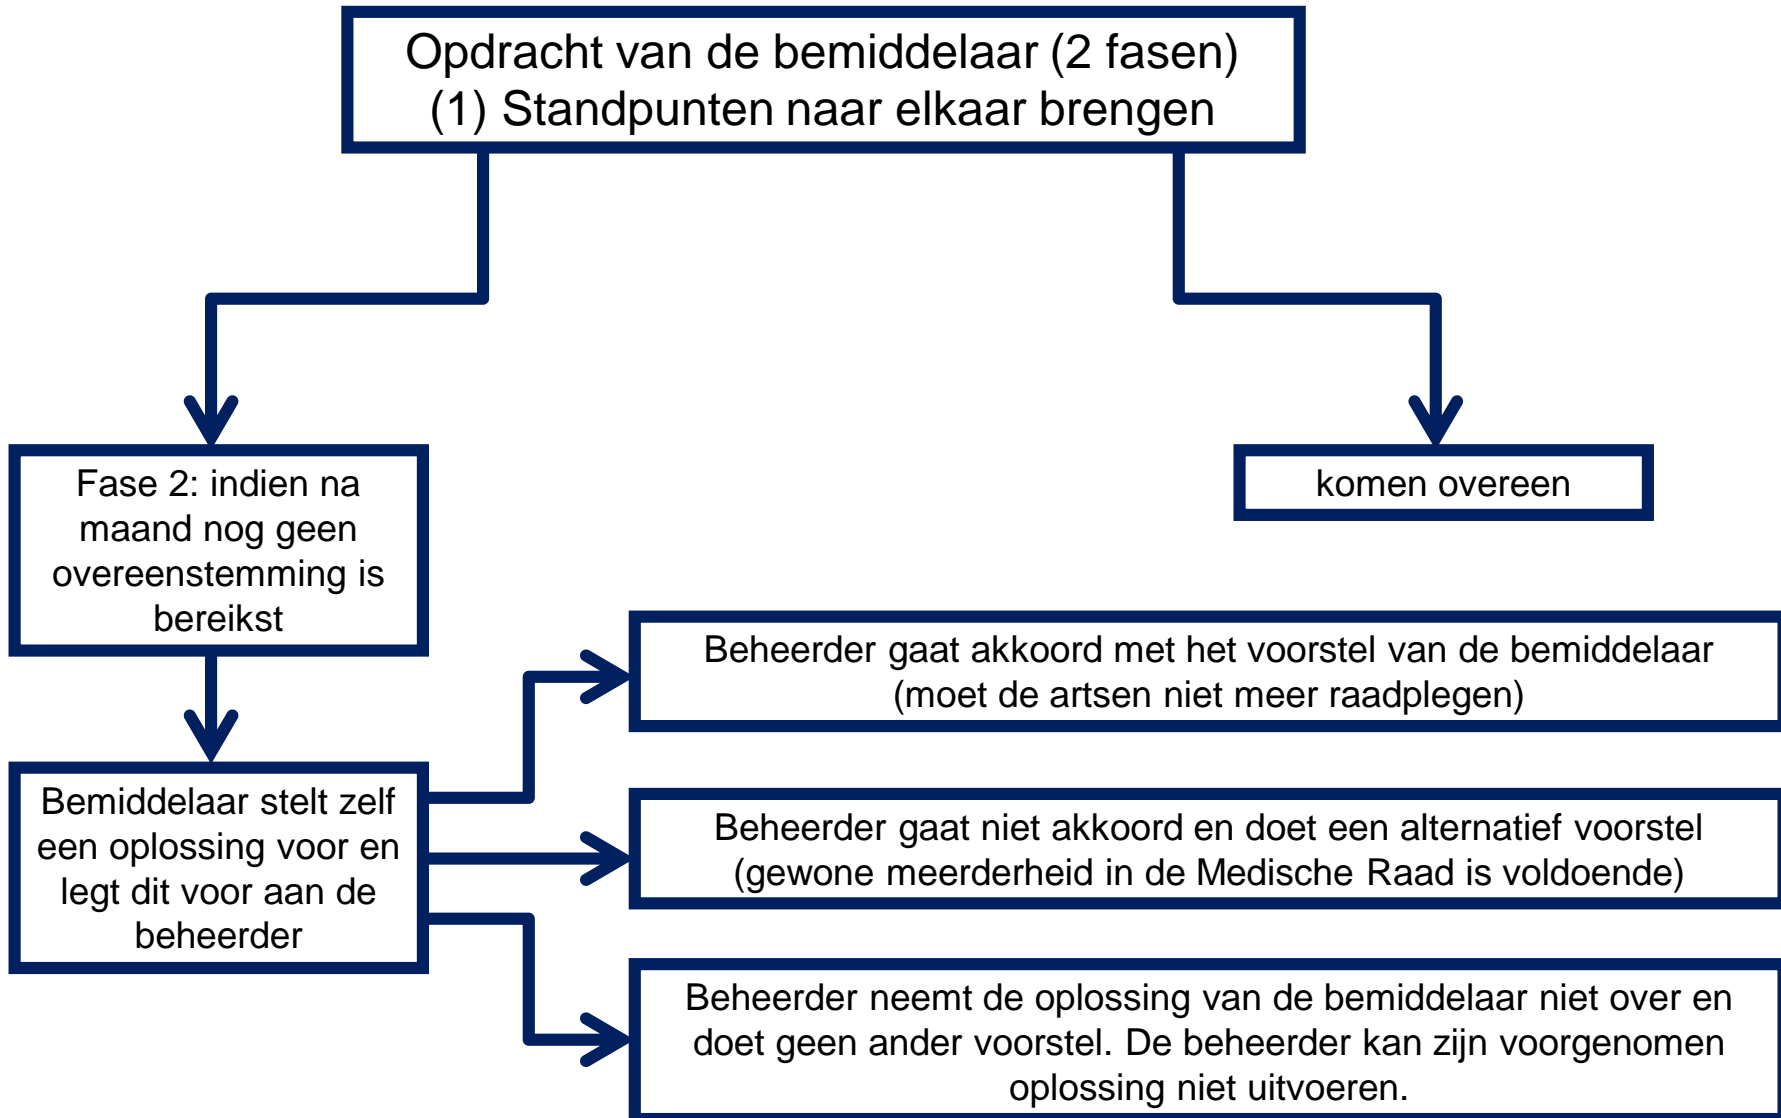 Opdracht van de bemiddelaar (2 fasen)
(1) Standpunten naar elkaar brengen
Fase 2: indien na
maand nog geen
overeenstemming is
bereikst
komen overeen
Bemiddelaar stelt zelf
een oplossing voor en
legt dit voor aan de
beheerder
Beheerder gaat akkoord met het voorstel van de bemiddelaar
(moet de artsen niet meer raadplegen)
Beheerder gaat niet akkoord en doet een alternatief voorstel
(gewone meerderheid in de Medische Raad is voldoende)
Beheerder neemt de oplossing van de bemiddelaar niet over en
doet geen ander voorstel. De beheerder kan zijn voorgenomen
oplossing niet uitvoeren.